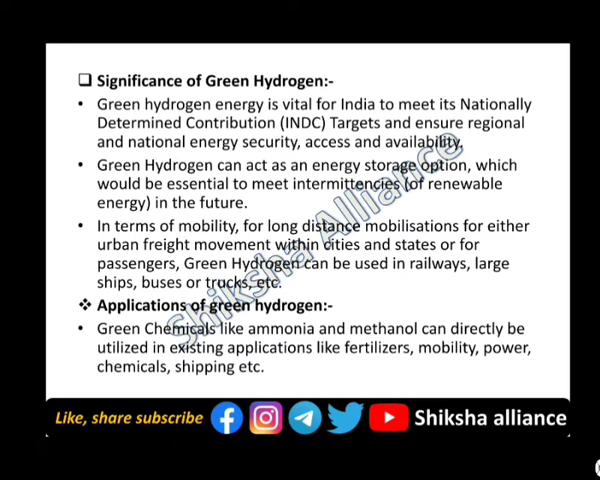 Significance of Green Hydrogen:-
• Green hydrogen energy is vital for India to meet its Nationally
Determined Contribution (INDC) Targets and ensure regional
and national energy security, access and availability.
• Green Hydrogen can act as an energy storage option, which
would be essential to meet intermittencies (of renewable
energy) in the future.
• In terms of mobility, for long distance mobilisations for either
urban freight movement within cities and states or for
passengers, Green Hydrogen can be used in railways, large
ships, buses or trucks, etc.
Applications of green hydrogen:-
• Green Chemicals like ammonia and methanol can directly be
utilized in existing applications like fertilizers, mobility, power,
chemicals, shipping etc.
Shiksha Alliance
Like, share subscribe
Shiksha alliance